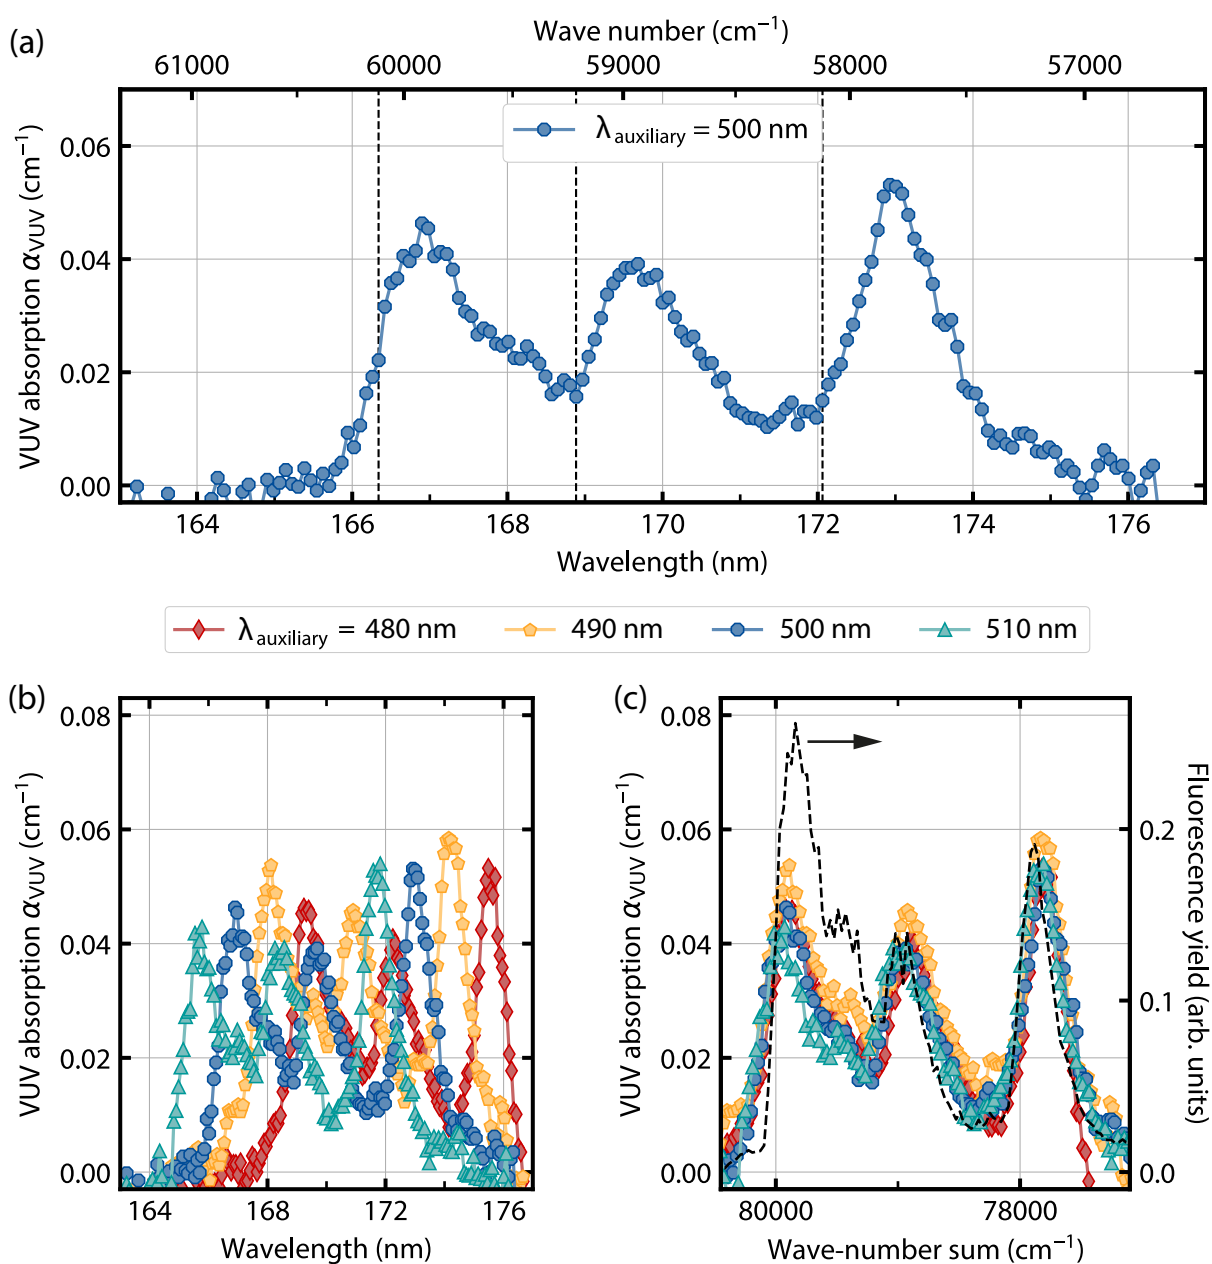 (a)
Wave number (cm⁻¹)
61000 60000 59000 58000 57000
VUV absorption αVUV (cm⁻¹)
λauxiliary = 500 nm
0.06
0.04
0.02
0.00
164 166 168 170 172 174 176
Wavelength (nm)
λauxiliary = 480 nm 490 nm 500 nm 510 nm
(b)
VUV absorption αVUV (cm⁻¹)
0.08
0.06
0.04
0.02
0.00
164 168 172 176
Wavelength (nm)
(c)
VUV absorption αVUV (cm⁻¹)
0.08
0.06
0.04
0.02
0.00
80000 78000
Wave-number sum (cm⁻¹)
0.2
0.1
0.0
Fluorescence yield (arb. units)